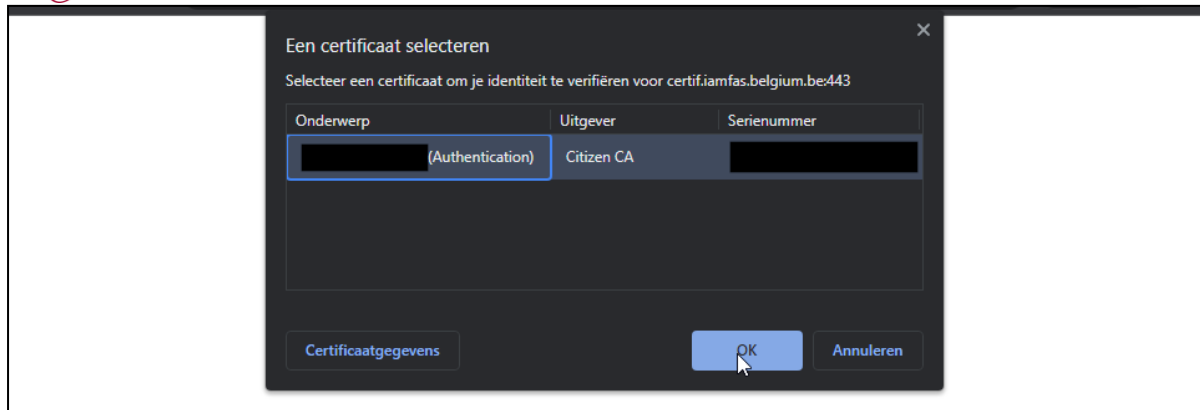 Een certificaat selecteren
Selecteer een certificaat om je identiteit te verifiëren voor certif.iamfas.belgium.be:443
Onderwerp Uitgever Serienummer
(Authentication) Citizen CA
Certificaatgegevens OK Annuleren